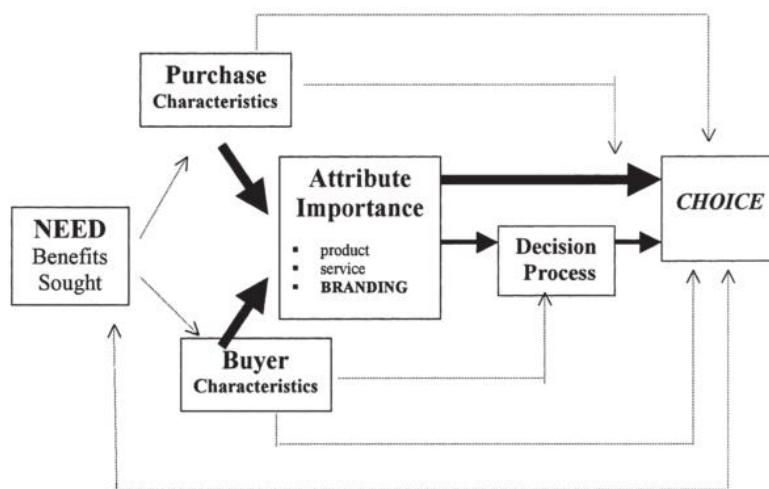 Purchase
Characteristics
Attribute
Importance
▪ product
▪ service
▪ BRANDING
NEED
Benefits
Sought
CHOICE
Decision
Process
Buyer
Characteristics